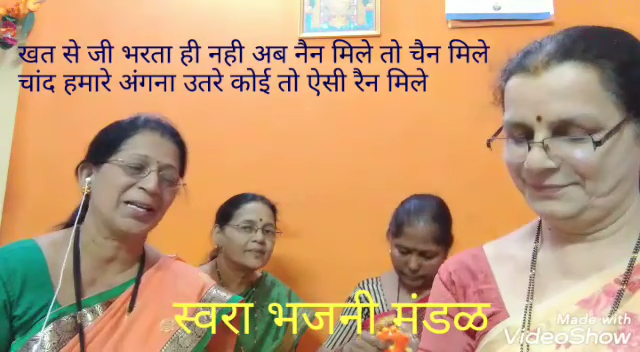 खत से जी भरता ही नही अब नैन मिले तो चैन मिले
चांद हमारे अंगना उतरे कोई तो ऐसी रैन मिले
स्वरा भजनी मंडळ
Made with
VideoShow